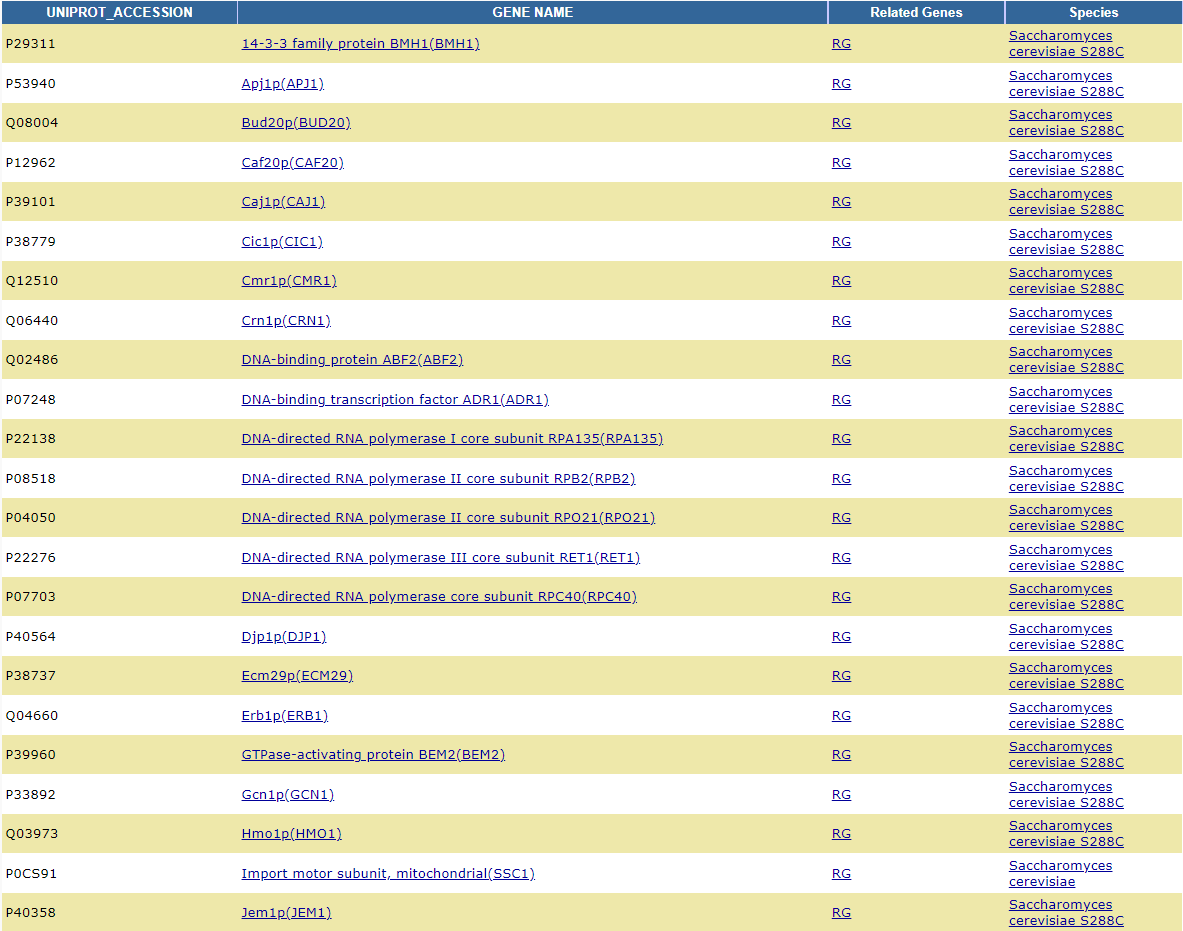 UNIPROT_ACCESSION GENE NAME Related Genes Species
P29311 14-3-3 family protein BMH1(BMH1) RG Saccharomyces
cerevisiae S288C
P53940 Apj1p(APJ1) RG Saccharomyces
cerevisiae S288C
Q08004 Bud20p(BUD20) RG Saccharomyces
cerevisiae S288C
P12962 Caf20p(CAF20) RG Saccharomyces
cerevisiae S288C
P39101 Caj1p(CAJ1) RG Saccharomyces
cerevisiae S288C
P38779 Cic1p(CIC1) RG Saccharomyces
cerevisiae S288C
Q12510 Cmr1p(CMR1) RG Saccharomyces
cerevisiae S288C
Q06440 Crn1p(CRN1) RG Saccharomyces
cerevisiae S288C
Q02486 DNA-binding protein ABF2(ABF2) RG Saccharomyces
cerevisiae S288C
P07248 DNA-binding transcription factor ADR1(ADR1) RG Saccharomyces
cerevisiae S288C
P22138 DNA-directed RNA polymerase I core subunit RPA135(RPA135) RG Saccharomyces
cerevisiae S288C
P08518 DNA-directed RNA polymerase II core subunit RPB2(RPB2) RG Saccharomyces
cerevisiae S288C
P04050 DNA-directed RNA polymerase II core subunit RPO21(RPO21) RG Saccharomyces
cerevisiae S288C
P22276 DNA-directed RNA polymerase III core subunit RET1(RET1) RG Saccharomyces
cerevisiae S288C
P07703 DNA-directed RNA polymerase core subunit RPC40(RPC40) RG Saccharomyces
cerevisiae S288C
P40564 Djp1p(DJP1) RG Saccharomyces
cerevisiae S288C
P38737 Ecm29p(ECM29) RG Saccharomyces
cerevisiae S288C
Q04660 Erb1p(ERB1) RG Saccharomyces
cerevisiae S288C
P39960 GTPase-activating protein BEM2(BEM2) RG Saccharomyces
cerevisiae S288C
P33892 Gcn1p(GCN1) RG Saccharomyces
cerevisiae S288C
Q03973 Hmo1p(HMO1) RG Saccharomyces
cerevisiae S288C
P0CS91 Import motor subunit, mitochondrial(SSC1) RG Saccharomyces
cerevisiae
P40358 Jem1p(JEM1) RG Saccharomyces
cerevisiae S288C